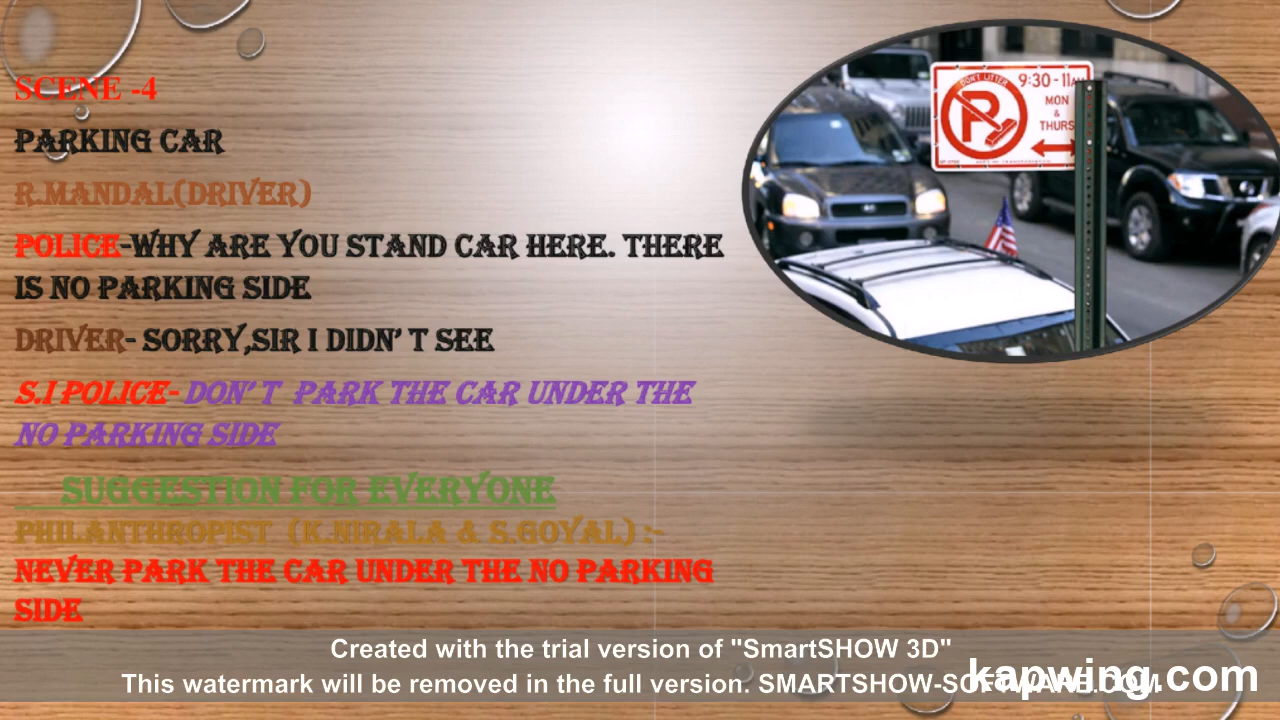 SCENE -4
PARKING CAR
R.MANDAL(DRIVER)
POLICE-WHY ARE YOU STAND CAR HERE. THERE
IS NO PARKING SIDE
DRIVER- SORRY,SIR I DIDN’ T SEE
S.I POLICE- DON’ T PARK THE CAR UNDER THE
NO PARKING SIDE
SUGGESTION FOR EVERYONE
PHILANTHROPIST (K.NIRALA & S.GOYAL) :-
NEVER PARK THE CAR UNDER THE NO PARKING
SIDE
DON'T LITTER
P
9:30 - 11AM
MON
&
THURS
Created with the trial version of "SmartSHOW 3D"
This watermark will be removed in the full version. SMARTSHOW-SOFTWARE.COM
kapwing.com